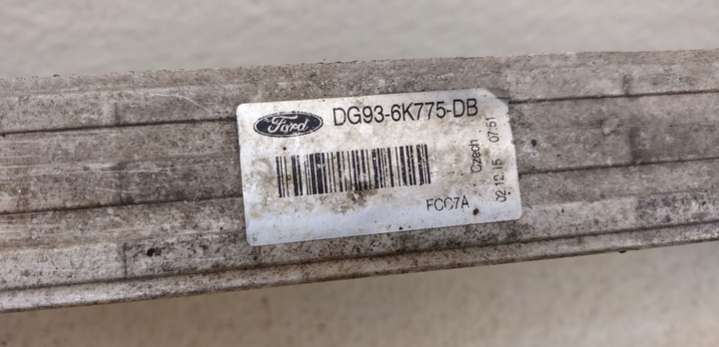 Ford DG93-6K775-DB
FCC7A
Czech
02.12.15 07:51